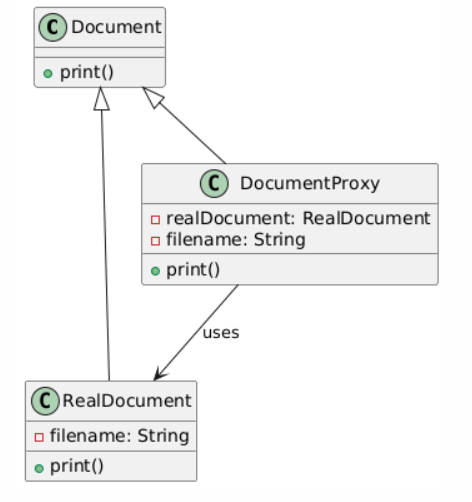 C Document
print()
C DocumentProxy
realDocument: RealDocument
filename: String
print()
uses
C RealDocument
filename: String
print()